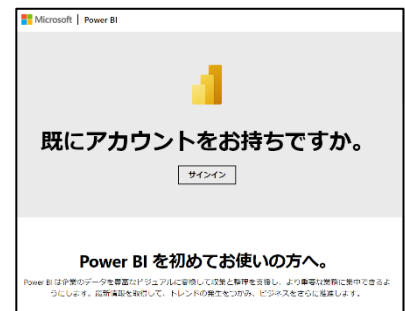 Microsoft | Power BI
既にアカウントをお持ちですか。
サインイン
Power BI を初めてお使いの方へ。
Power BI は企業のデータを豊富なビジュアルに変換して収集と整理を支援し、より重要な業務に集中できるよ
うにします。最新情報を取得して、トレンドの発生をつかみ、ビジネスをさらに推進します。